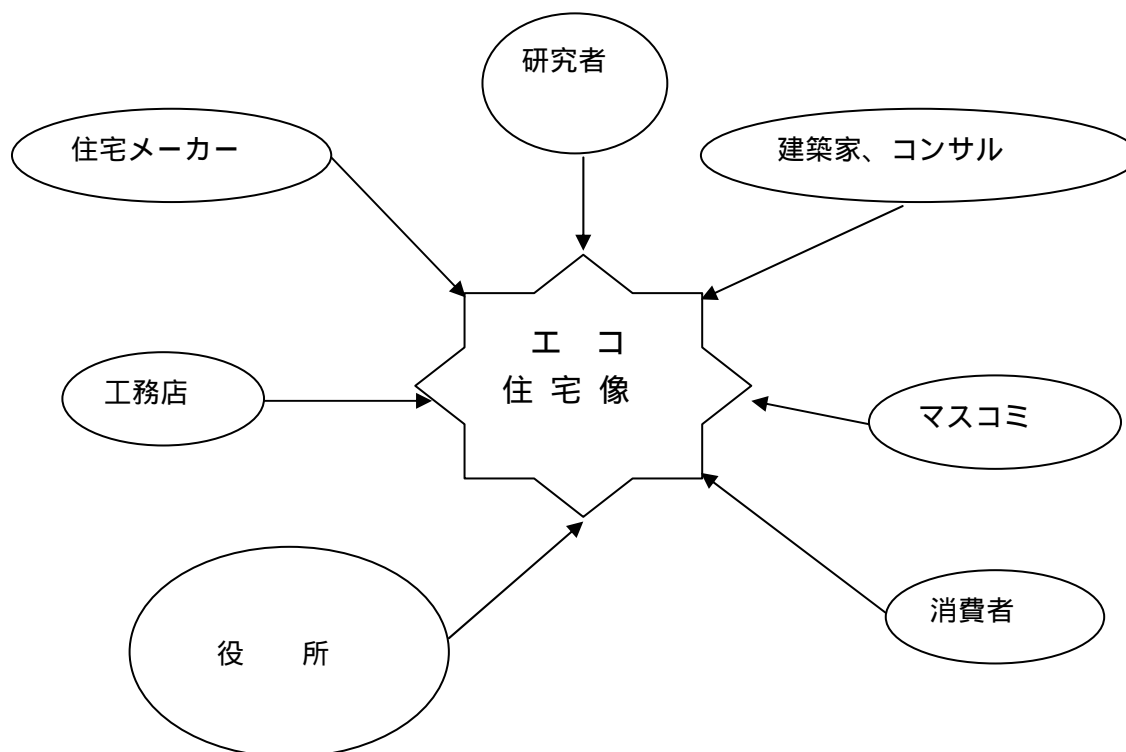 研究者
住宅メーカー
建築家、コンサル
エ コ
住 宅 像
工務店
マスコミ
消費者
役 所